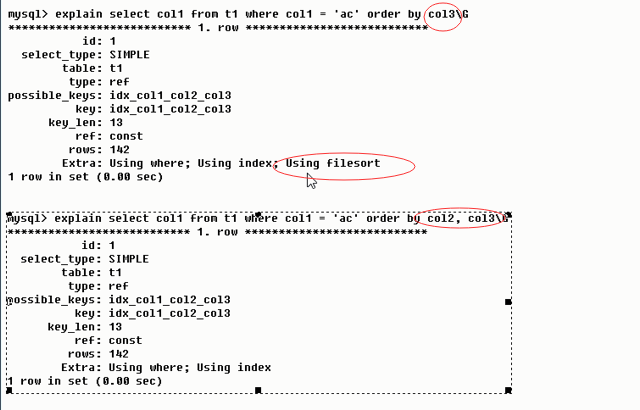 mysql> explain select col1 from t1 where col1 = 'ac' order by col3\G
*************************** 1. row ***************************
id: 1
select_type: SIMPLE
table: t1
type: ref
possible_keys: idx_col1_col2_col3
key: idx_col1_col2_col3
key_len: 13
ref: const
rows: 142
Extra: Using where; Using index; Using filesort
1 row in set (0.00 sec)
mysql> explain select col1 from t1 where col1 = 'ac' order by col2, col3\G
*************************** 1. row ***************************
id: 1
select_type: SIMPLE
table: t1
type: ref
possible_keys: idx_col1_col2_col3
key: idx_col1_col2_col3
key_len: 13
ref: const
rows: 142
Extra: Using where; Using index
1 row in set (0.00 sec)